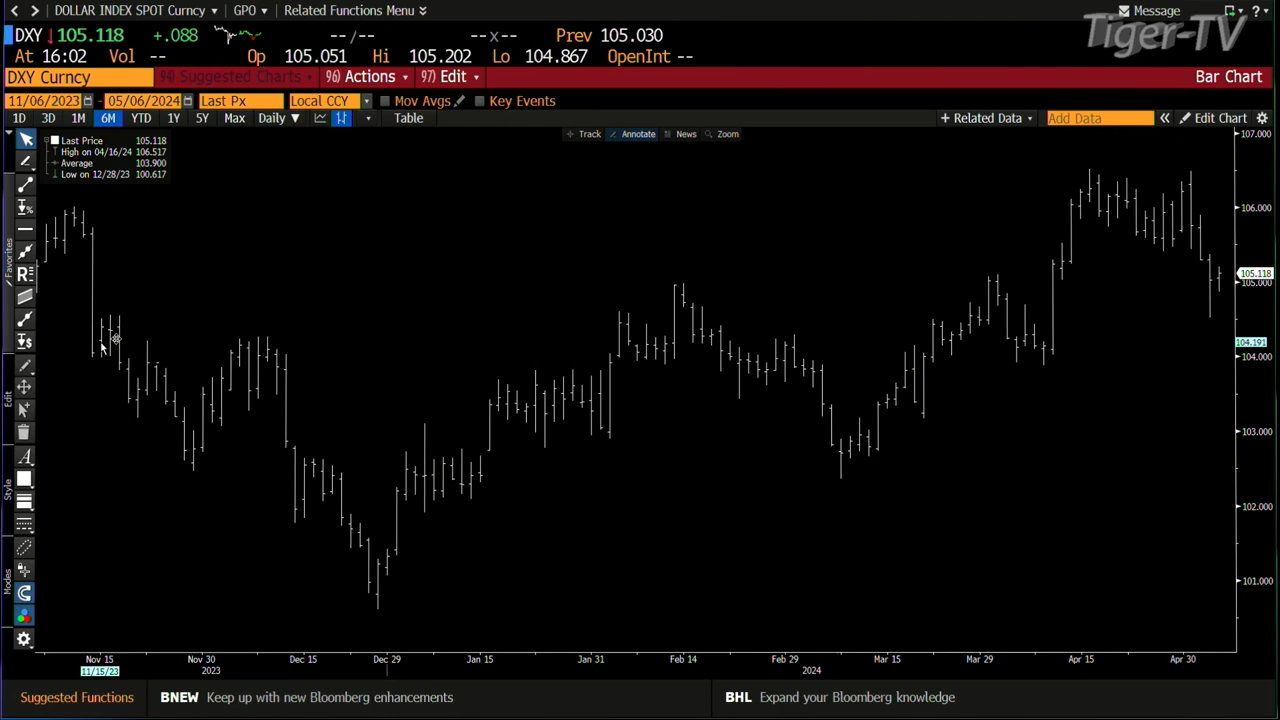 DOLLAR INDEX SPOT Curncy GPO Related Functions Menu Message
DXY 105.118 +.088 --/-- --x-- Prev 105.030
At 16:02 Vol -- Op 105.051 Hi 105.202 Lo 104.867 OpenInt --
Tiger-TV
DXY Curncy 94) Suggested Charts 96) Actions 97) Edit Bar Chart
11/06/2023 - 05/06/2024 Last Px Local CCY Mov Avgs Key Events
1D 3D 1M 6M YTD 1Y 5Y Max Daily Table + Related Data Add Data Edit Chart
Track Annotate News Zoom
Last Price 105.118
High on 04/16/24 106.517
Average 103.900
Low on 12/28/23 100.617
Favorites
Edit
Style
Modes
107.000
106.000
105.118
105.000
104.191
104.000
103.000
102.000
101.000
Nov 15 Nov 30 Dec 15 Dec 29 Jan 15 Jan 31 Feb 14 Feb 29 Mar 15 Mar 29 Apr 15 Apr 30
11/15/23 2023 2024
Suggested Functions BNEW Keep up with new Bloomberg enhancements BHL Expand your Bloomberg knowledge